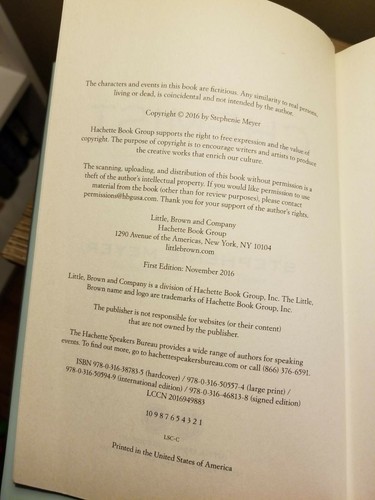 The characters and events in this book are fictitious. Any similarity to real persons,
living or dead, is coincidental and not intended by the author.
Copyright © 2016 by Stephenie Meyer
Hachette Book Group supports the right to free expression and the value of
copyright. The purpose of copyright is to encourage writers and artists to produce
the creative works that enrich our culture.
The scanning, uploading, and distribution of this book without permission is a
theft of the author's intellectual property. If you would like permission to use
material from the book (other than for review purposes), please contact
permissions@hbgusa.com. Thank you for your support of the author's rights.
Little, Brown and Company
Hachette Book Group
1290 Avenue of the Americas, New York, NY 10104
littlebrown.com
First Edition: November 2016
Little, Brown and Company is a division of Hachette Book Group, Inc. The Little,
Brown name and logo are trademarks of Hachette Book Group, Inc.
The publisher is not responsible for websites (or their content)
that are not owned by the publisher.
The Hachette Speakers Bureau provides a wide range of authors for speaking
events. To find out more, go to hachettespeakersbureau.com or call (866) 376-6591.
ISBN 978-0-316-38783-5 (hardcover) / 978-0-316-50557-4 (large print) /
978-0-316-50594-9 (international edition) / 978-0-316-46813-8 (signed edition)
LCCN 2016949883
10 9 8 7 6 5 4 3 2 1
LSC-C
Printed in the United States of America